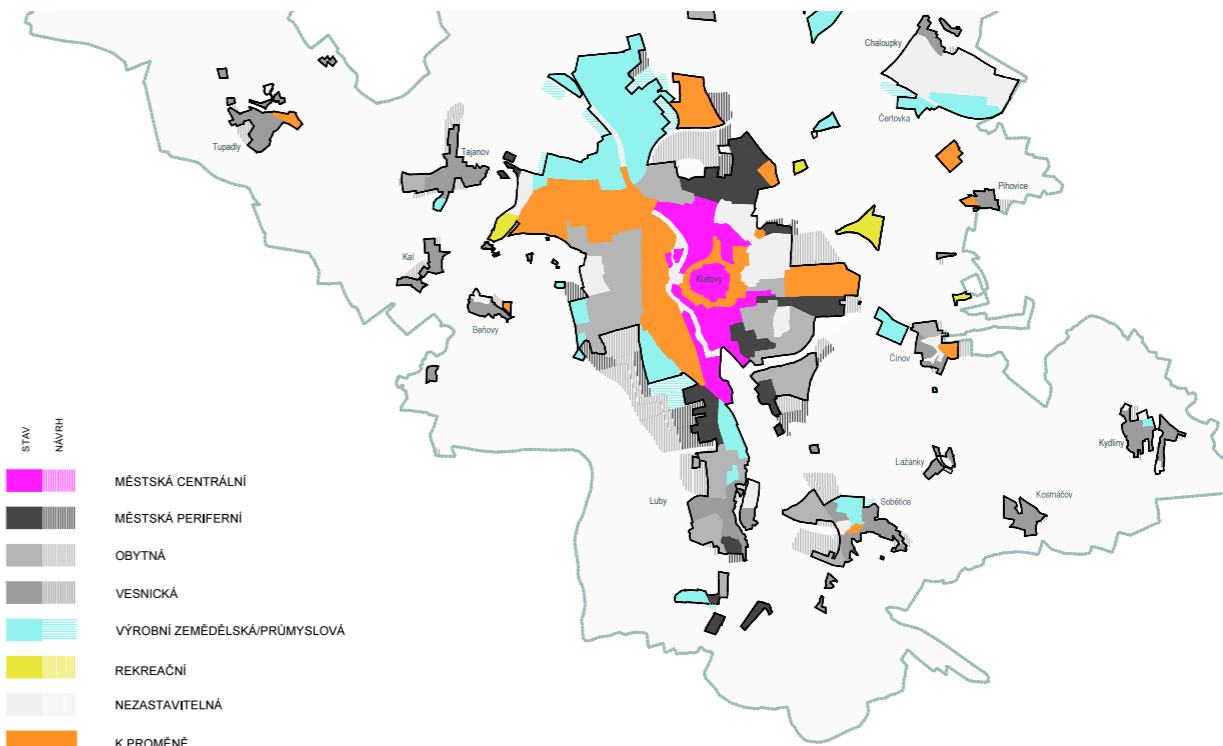 Chaloupky
Čertovka
Tupadly
Tajanov
Pihovice
Kal
Klatovy
Beňovy
Činov
STAV
NÁVRH
Kydliny
Lažánky
MĚSTSKÁ CENTRÁLNÍ
Luby
Sobětice
Kosmáčov
MĚSTSKÁ PERIFERNÍ
OBYTNÁ
VESNICKÁ
VÝROBNÍ ZEMĚDĚLSKÁ/PRŮMYSLOVÁ
REKREAČNÍ
NEZASTAVITELNÁ
K PROMĚNĚ